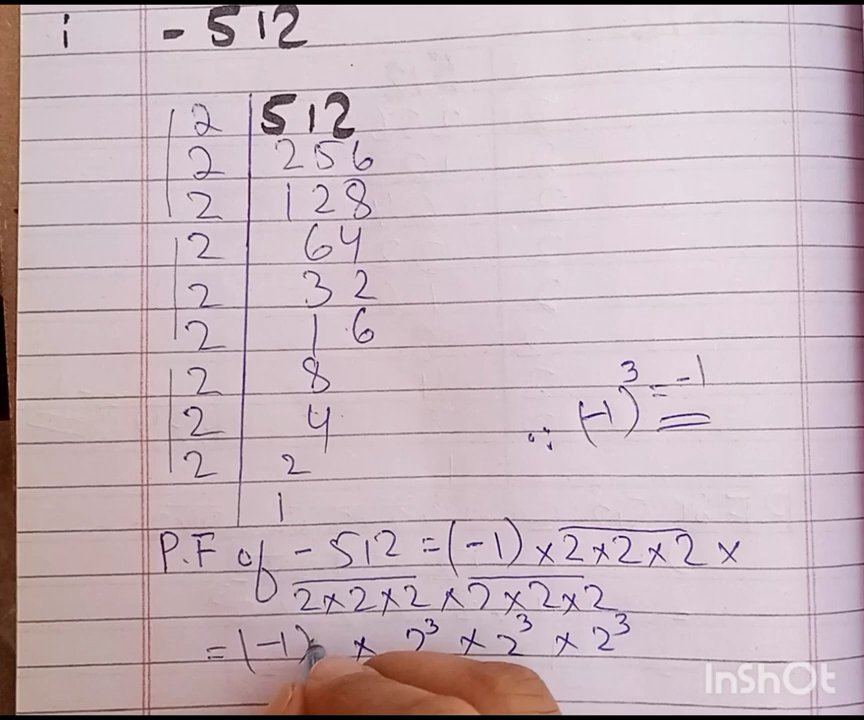 i - 512
2 | 512
2 | 256
2 | 128
2 | 64
2 | 32
2 | 16
2 | 8
2 | 4
2 | 2
1
∵ (-1)³ = -1
P.F of - 512 = (-1) × 2×2×2 ×
2×2×2 × 2×2×2
= (-1) × 2³ × 2³ × 2³
InShOt